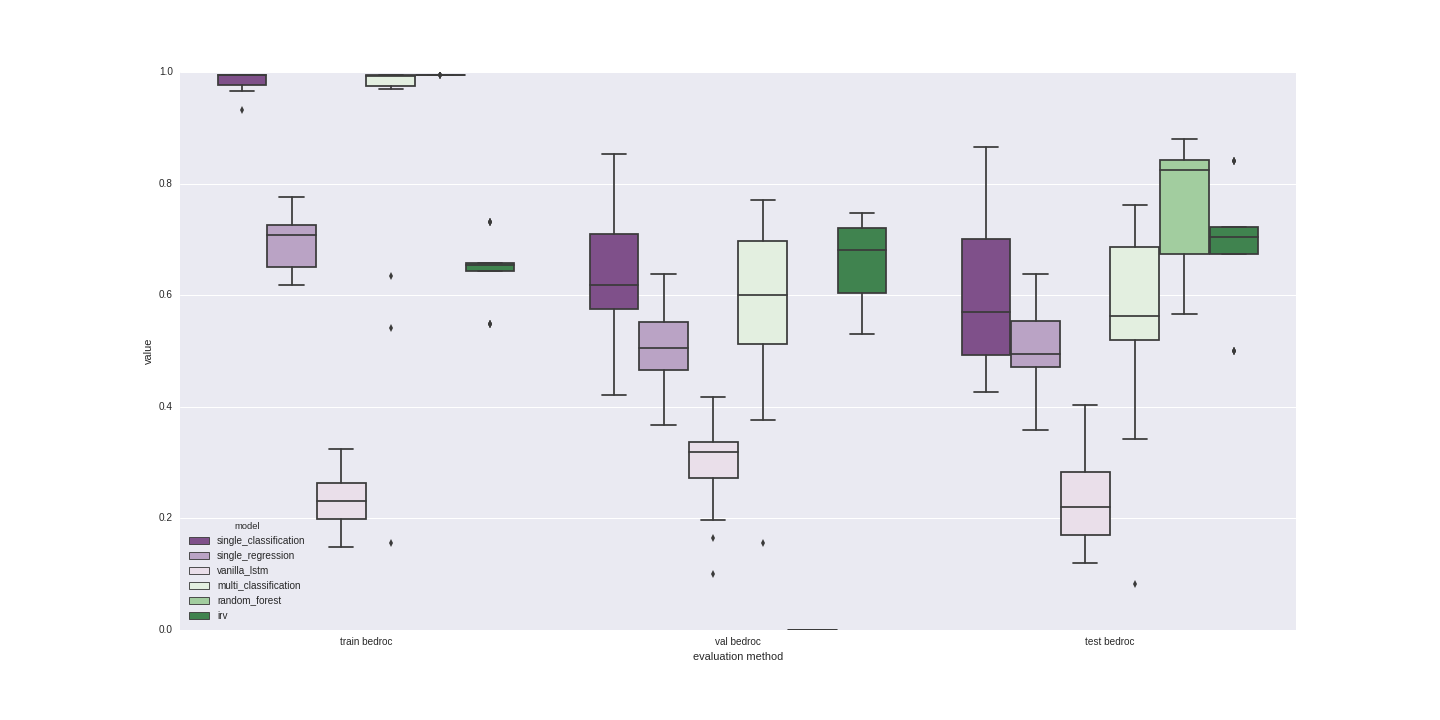 1.0
0.8
0.6
0.4
0.2
0.0
value
model
single_classification
single_regression
vanilla_lstm
multi_classification
random_forest
irv
train bedroc
val bedroc
test bedroc
evaluation method